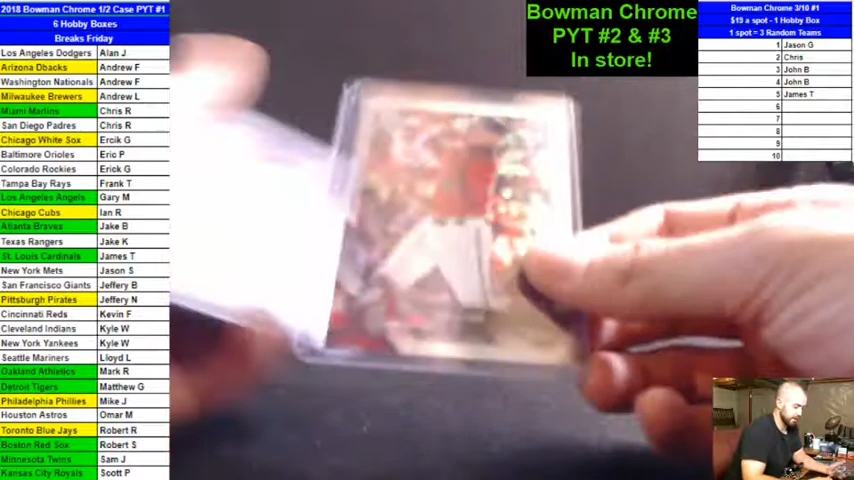 2018 Bowman Chrome 1/2 Case PYT #1
6 Hobby Boxes
Breaks Friday
Los Angeles Dodgers Alan J
Arizona Dbacks Andrew F
Washington Nationals Andrew F
Milwaukee Brewers Andrew L
Miami Marlins Chris R
San Diego Padres Chris R
Chicago White Sox Ercik G
Baltimore Orioles Eric P
Colorado Rockies Erick G
Tampa Bay Rays Frank T
Los Angeles Angels Gary M
Chicago Cubs Ian R
Atlanta Braves Jake B
Texas Rangers Jake K
St. Louis Cardinals James T
New York Mets Jason S
San Francisco Giants Jeffery B
Pittsburgh Pirates Jeffery N
Cincinnati Reds Kevin F
Cleveland Indians Kyle W
New York Yankees Kyle W
Seattle Mariners Lloyd L
Oakland Athletics Mark R
Detroit Tigers Matthew G
Philadelphia Phillies Mike J
Houston Astros Omar M
Toronto Blue Jays Robert R
Boston Red Sox Robert S
Minnesota Twins Sam J
Kansas City Royals Scott P
Bowman Chrome
PYT #2 & #3
In store!
Bowman Chrome 3/10 #1
$19 a spot - 1 Hobby Box
1 spot = 3 Random Teams
1 Jason G
2 Chris
3 John B
4 John B
5 James T
6
7
8
9
10